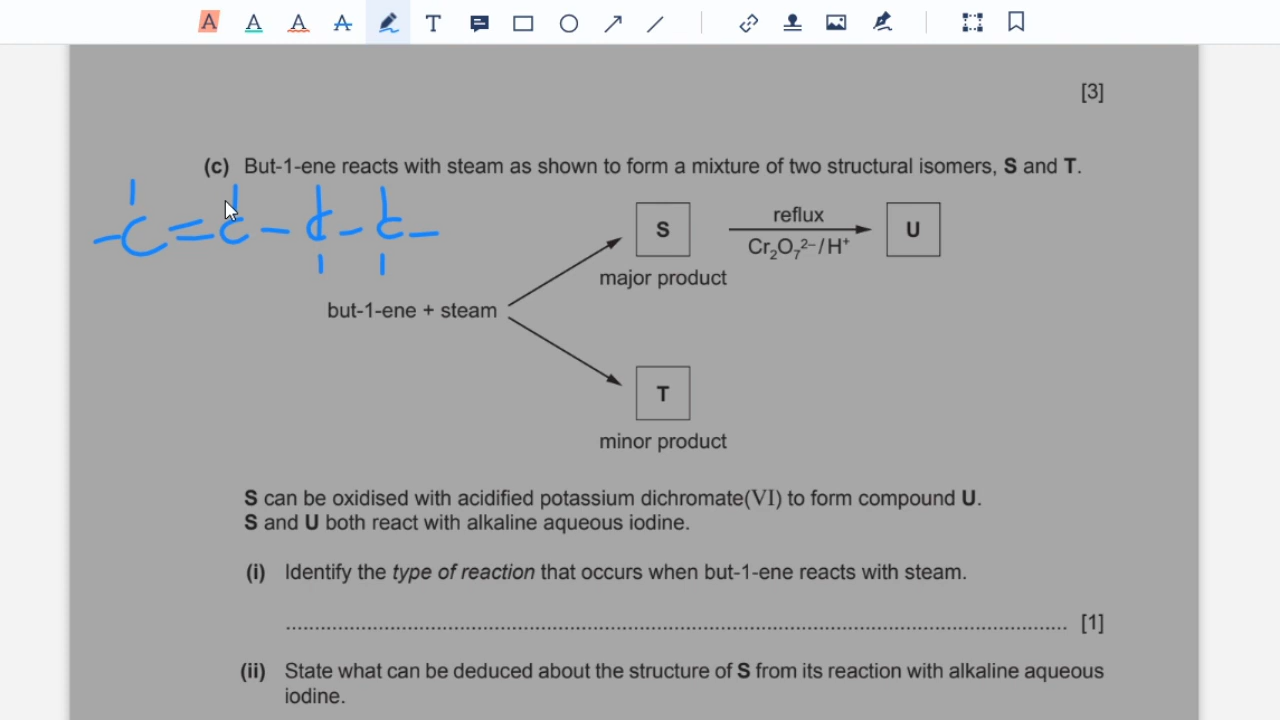 [3]
(c) But-1-ene reacts with steam as shown to form a mixture of two structural isomers, S and T.
C = C - C - C -
S
reflux
Cr₂O₇²⁻/H⁺
U
major product
but-1-ene + steam
T
minor product
S can be oxidised with acidified potassium dichromate(VI) to form compound U.
S and U both react with alkaline aqueous iodine.
(i) Identify the type of reaction that occurs when but-1-ene reacts with steam.
[1]
(ii) State what can be deduced about the structure of S from its reaction with alkaline aqueous
iodine.